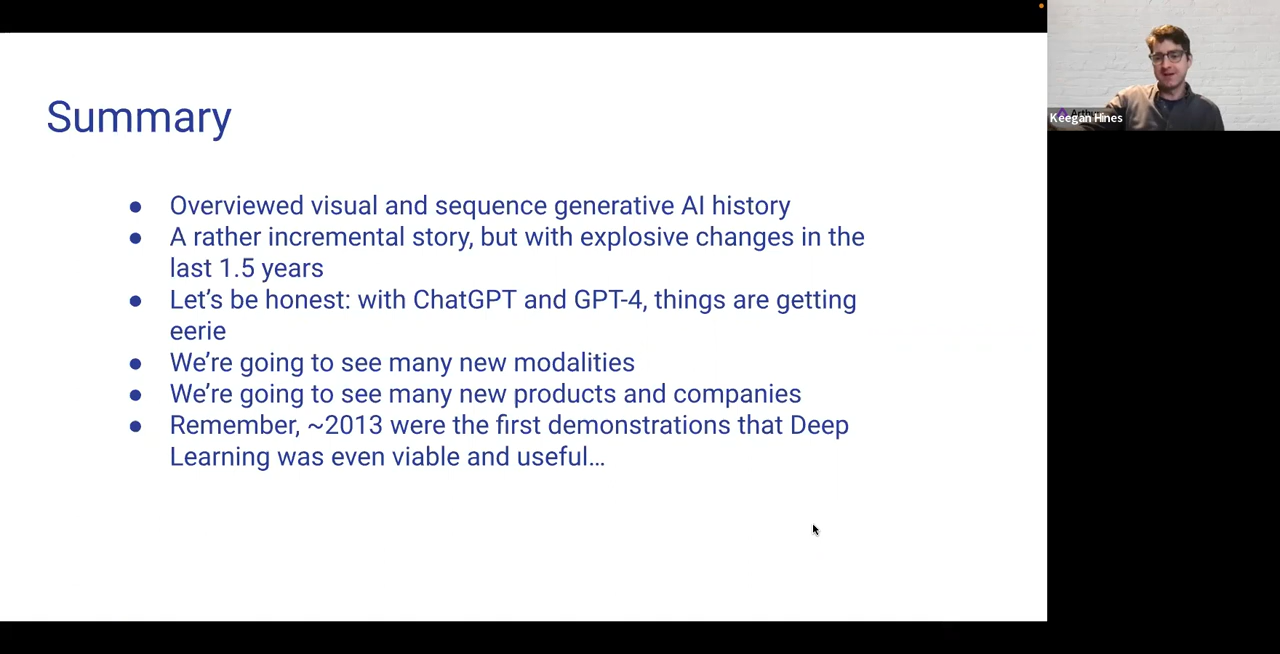 Summary
● Overviewed visual and sequence generative AI history
● A rather incremental story, but with explosive changes in the
last 1.5 years
● Let’s be honest: with ChatGPT and GPT-4, things are getting
eerie
● We’re going to see many new modalities
● We’re going to see many new products and companies
● Remember, ~2013 were the first demonstrations that Deep
Learning was even viable and useful…
Keegan Hines